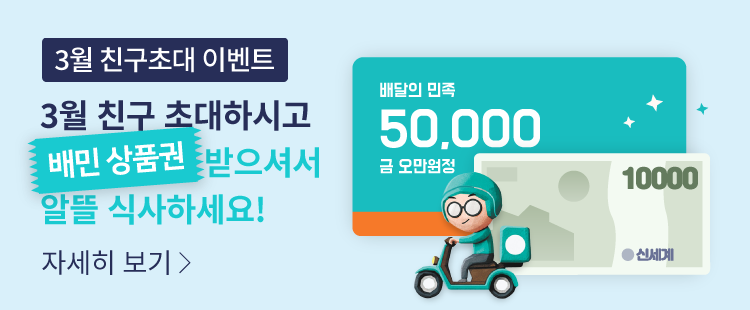 3월 친구초대 이벤트
3월 친구 초대하시고
배민 상품권 받으셔서
알뜰 식사하세요!
자세히 보기 >
배달의 민족
50,000
금 오만원정
10000
신세계